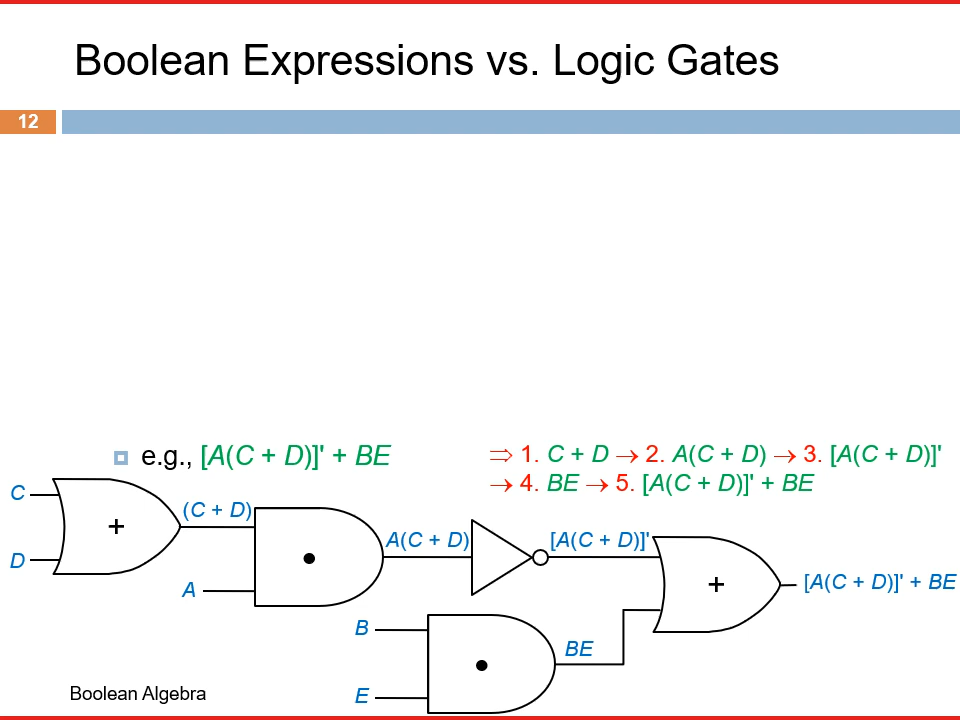 Boolean Expressions vs. Logic Gates
12
e.g., [A(C + D)]' + BE
⇒ 1. C + D → 2. A(C + D) → 3. [A(C + D)]'
→ 4. BE → 5. [A(C + D)]' + BE
C
D
+
(C + D)
A
•
A(C + D)
[A(C + D)]'
B
E
•
BE
+
[A(C + D)]' + BE
Boolean Algebra